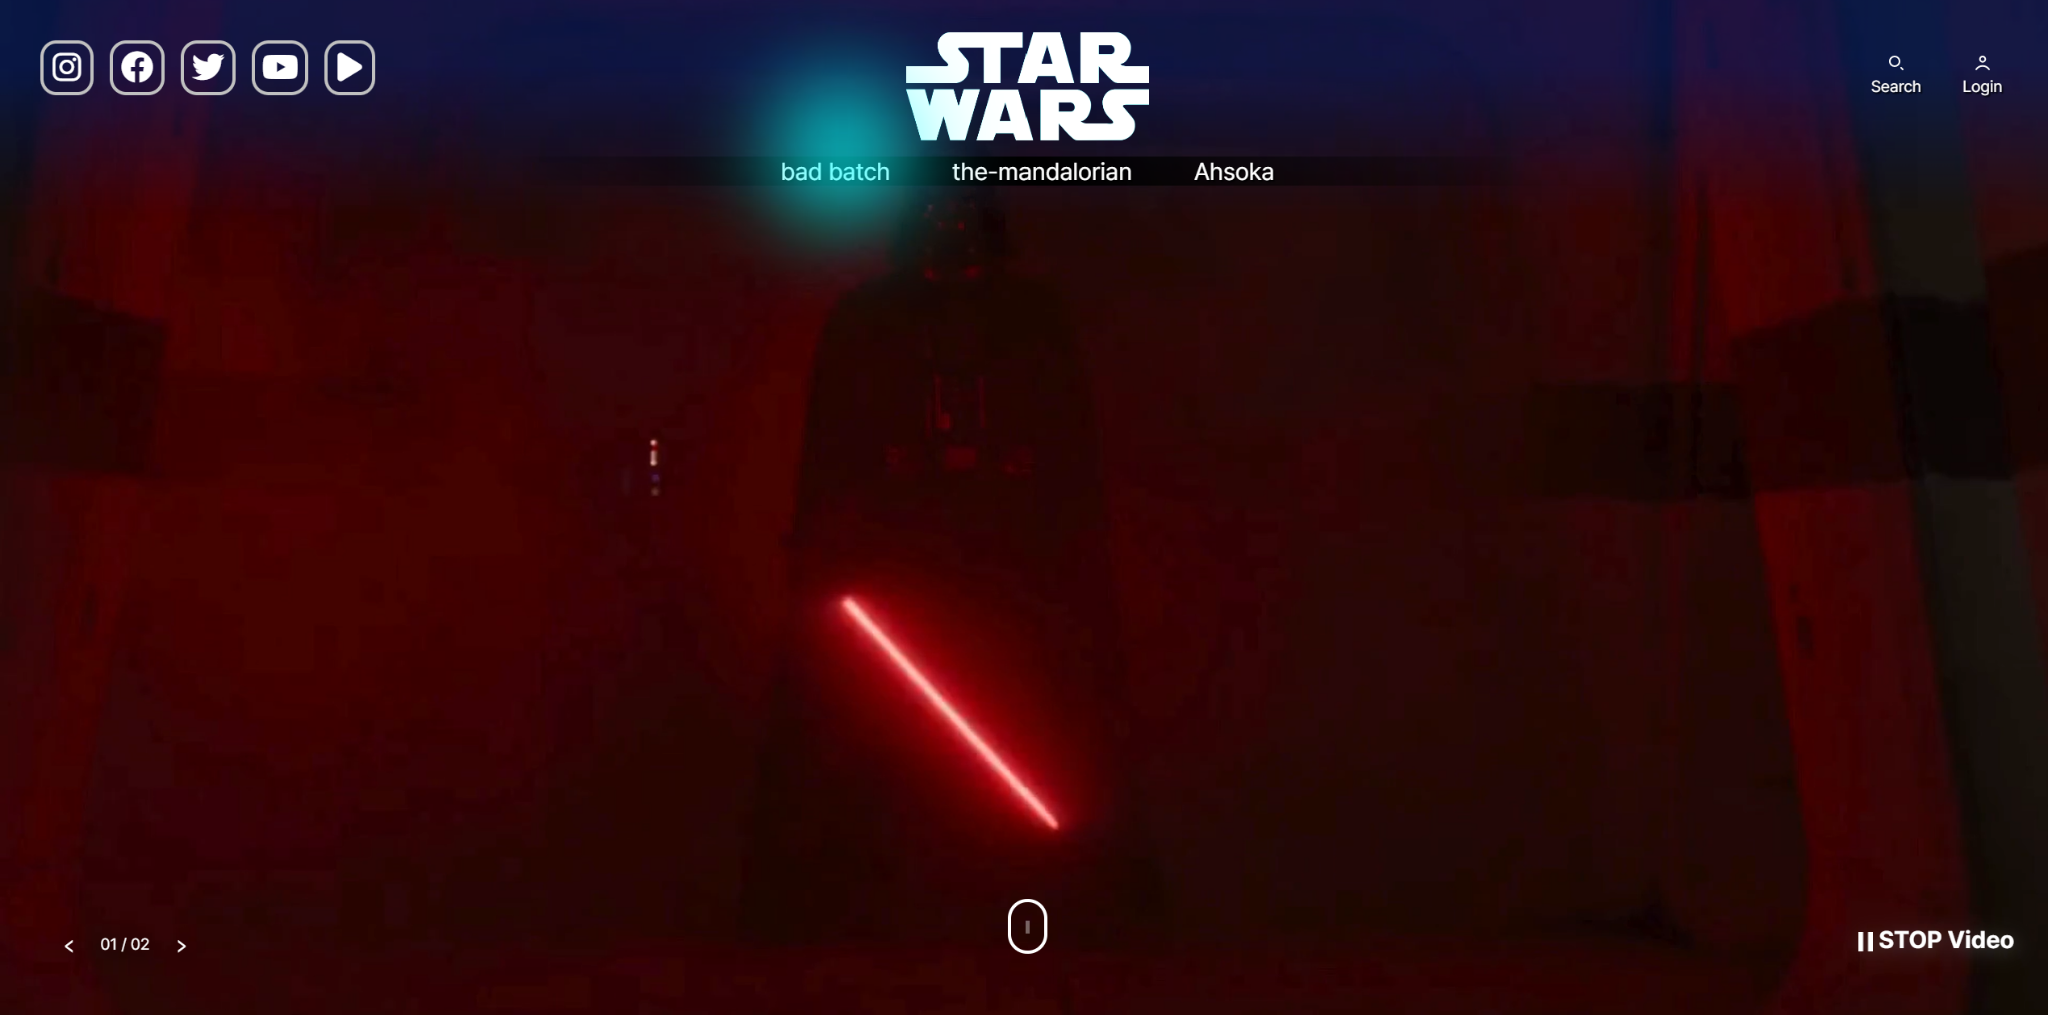 STAR
WARS
Search
Login
bad batch
the-mandalorian
Ahsoka
< 01 / 02 >
STOP Video